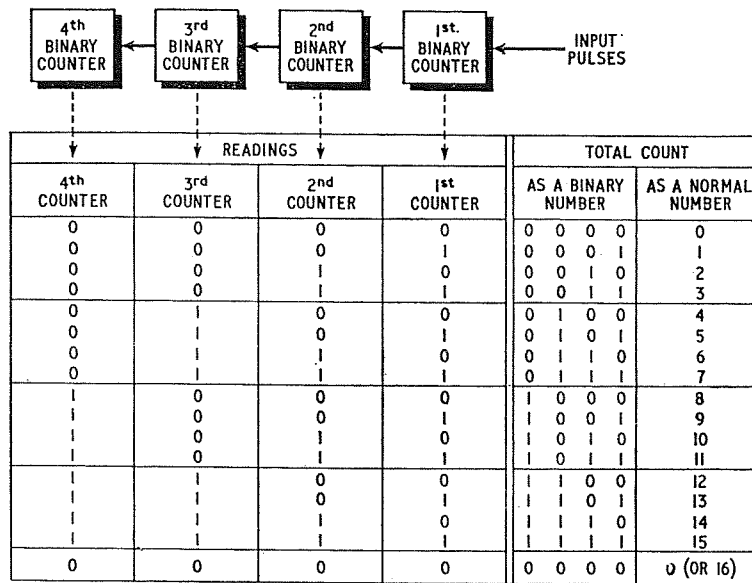 4th BINARY COUNTER
3rd BINARY COUNTER
2nd BINARY COUNTER
1st. BINARY COUNTER
INPUT PULSES
READINGS
TOTAL COUNT
4th COUNTER 3rd COUNTER 2nd COUNTER 1st COUNTER AS A BINARY NUMBER AS A NORMAL NUMBER
0 0 0 0 0 0 0 0 0
0 0 0 1 0 0 0 1 1
0 0 1 0 0 0 1 0 2
0 0 1 1 0 0 1 1 3
0 1 0 0 0 1 0 0 4
0 1 0 1 0 1 0 1 5
0 1 1 0 0 1 1 0 6
0 1 1 1 0 1 1 1 7
1 0 0 0 1 0 0 0 8
1 0 0 1 1 0 0 1 9
1 0 1 0 1 0 1 0 10
1 0 1 1 1 0 1 1 11
1 1 0 0 1 1 0 0 12
1 1 0 1 1 1 0 1 13
1 1 1 0 1 1 1 0 14
1 1 1 1 1 1 1 1 15
0 0 0 0 0 0 0 0 0 (OR 16)